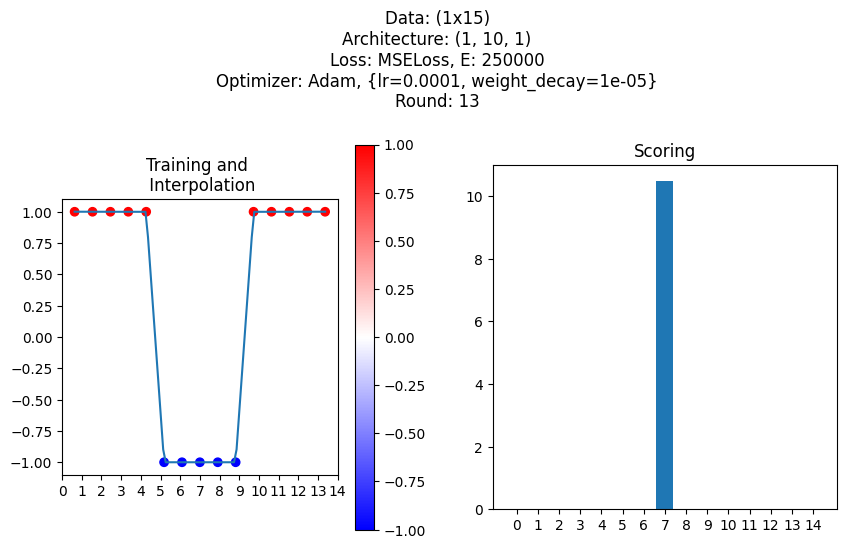 Data: (1x15)
Architecture: (1, 10, 1)
Loss: MSELoss, E: 250000
Optimizer: Adam, {lr=0.0001, weight_decay=1e-05}
Round: 13
Training and
Interpolation
1.00
0.75
0.50
0.25
0.00
−0.25
−0.50
−0.75
−1.00
0 1 2 3 4 5 6 7 8 9 10 11 12 13 14
1.00
0.75
0.50
0.25
0.00
−0.25
−0.50
−0.75
−1.00
Scoring
10
8
6
4
2
0
0 1 2 3 4 5 6 7 8 9 10 11 12 13 14